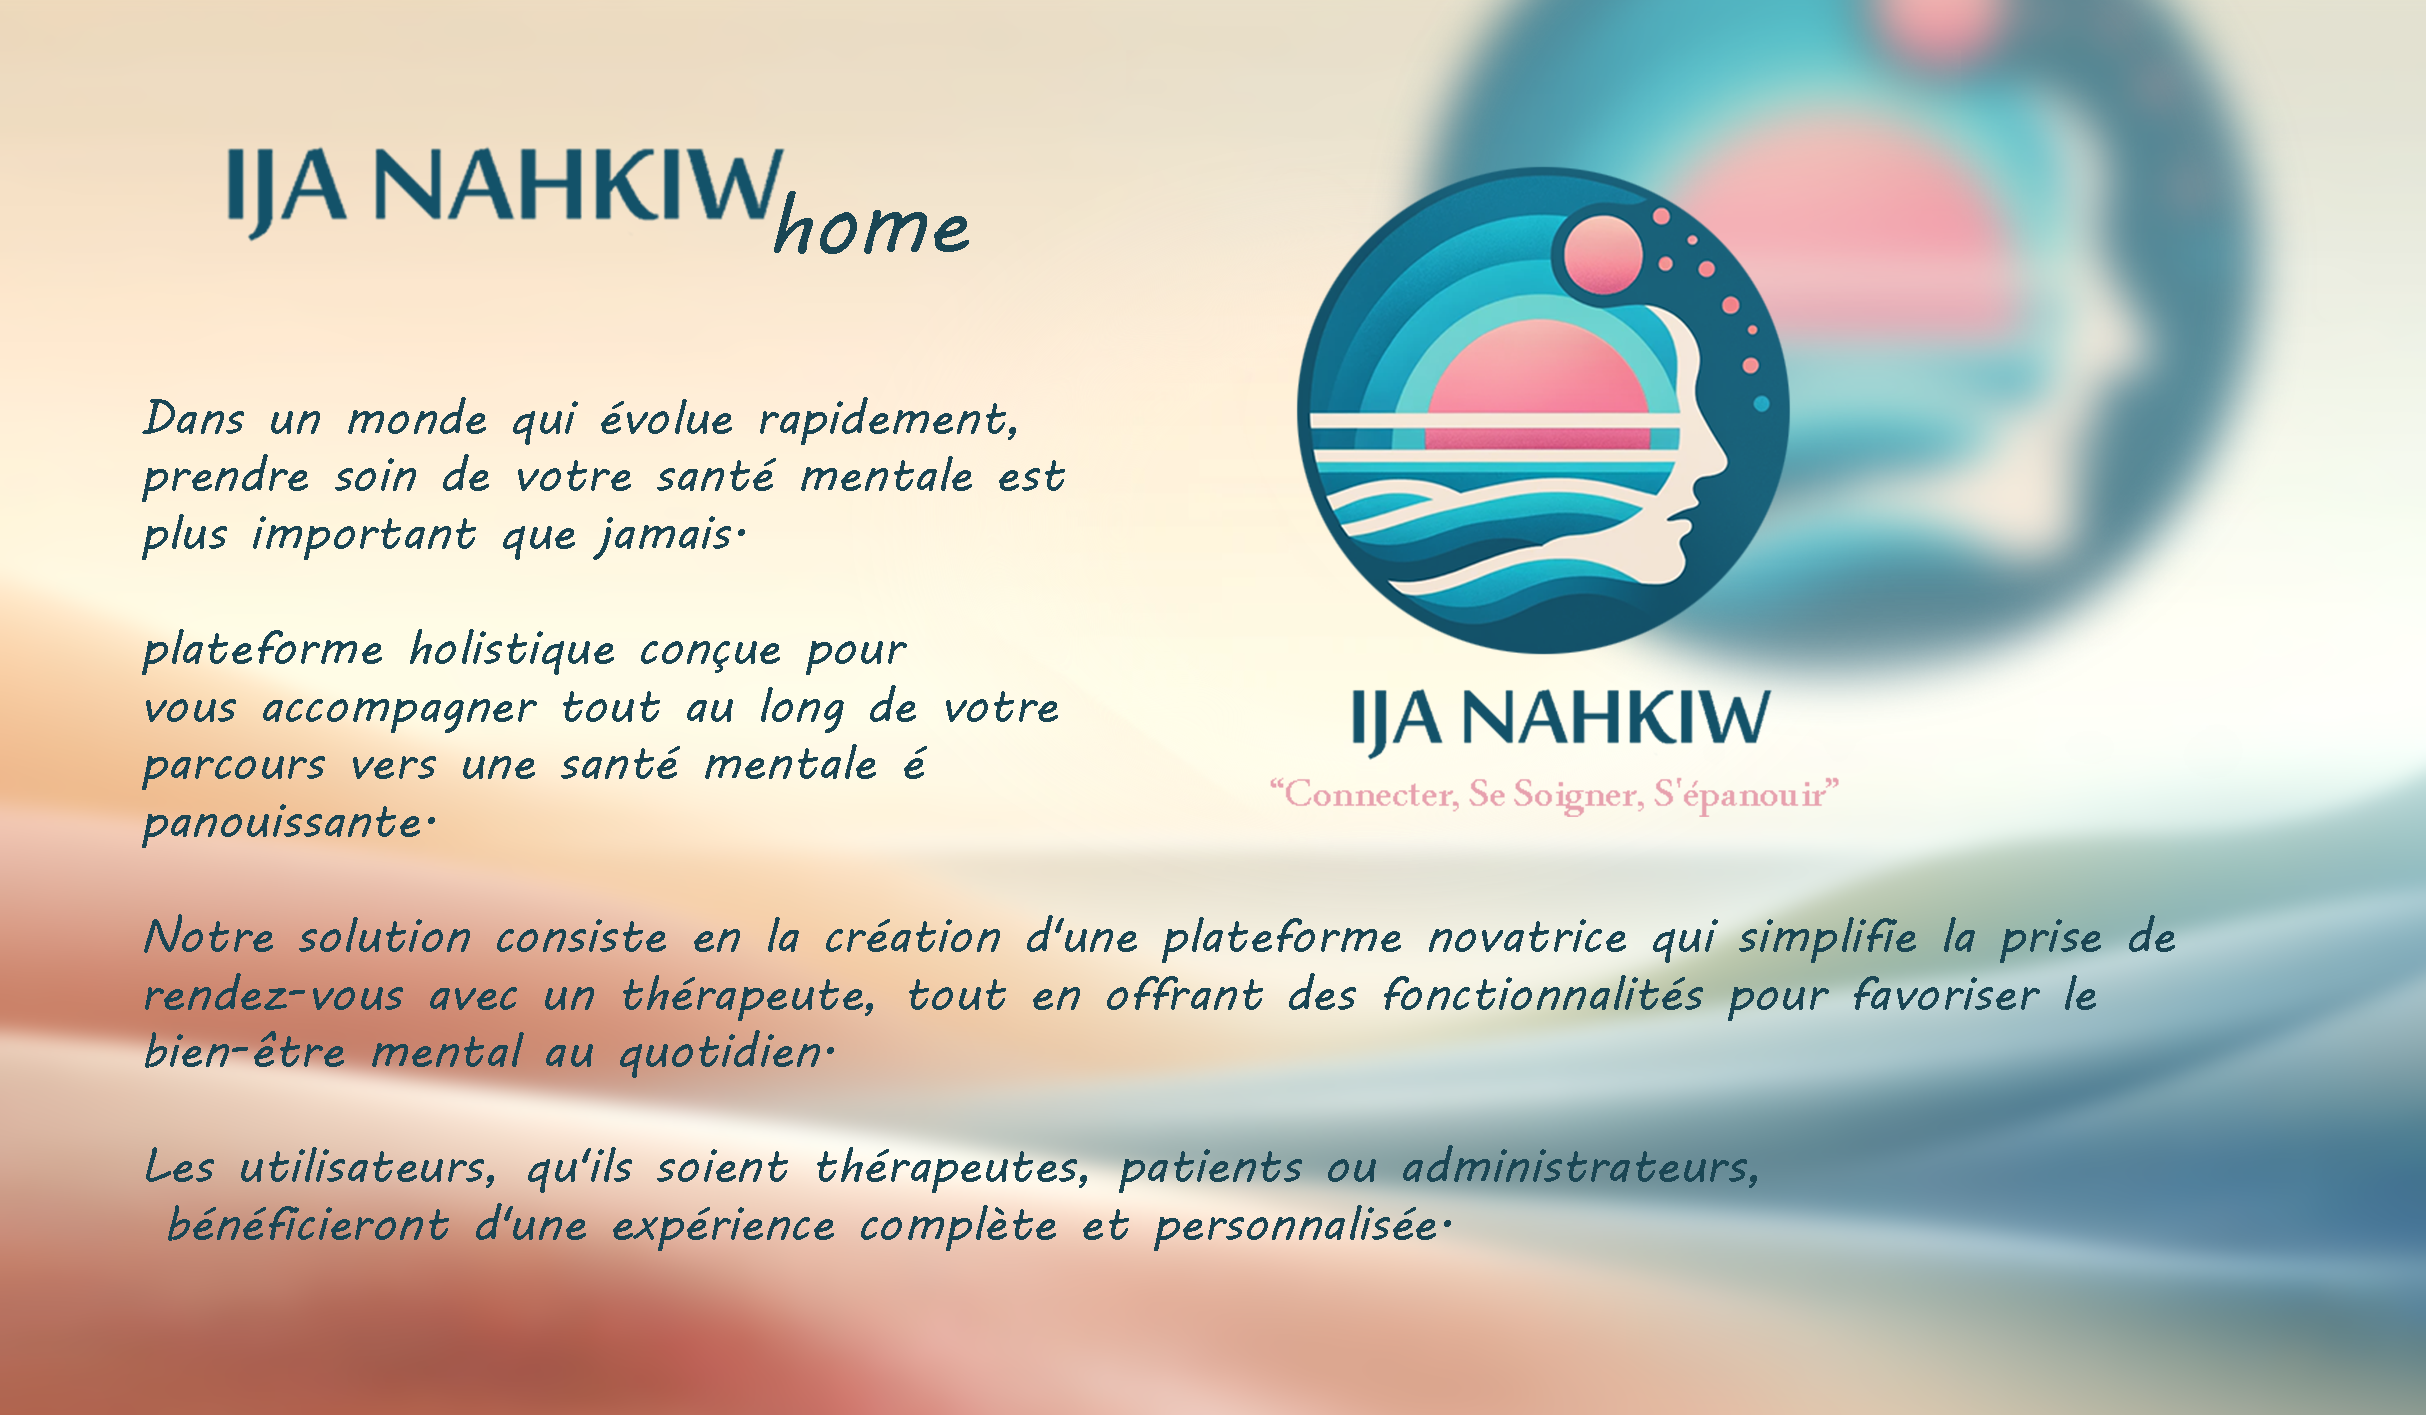 IJA NAHKIW home
Dans un monde qui évolue rapidement,
prendre soin de votre santé mentale est
plus important que jamais.
plateforme holistique conçue pour
vous accompagner tout au long de votre
parcours vers une santé mentale é
panouissante.
IJA NAHKIW
“Connecter, Se Soigner, S'épanouir”
Notre solution consiste en la création d'une plateforme novatrice qui simplifie la prise de
rendez-vous avec un thérapeute, tout en offrant des fonctionnalités pour favoriser le
bien-être mental au quotidien.
Les utilisateurs, qu'ils soient thérapeutes, patients ou administrateurs,
bénéficieront d'une expérience complète et personnalisée.